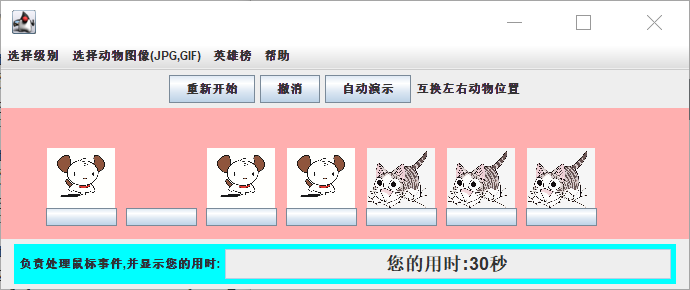 选择级别 选择动物图像(JPG,GIF) 英雄榜 帮助
重新开始 撤消 自动演示 互换左右动物位置
负责处理鼠标事件,并显示您的用时: 您的用时:30秒